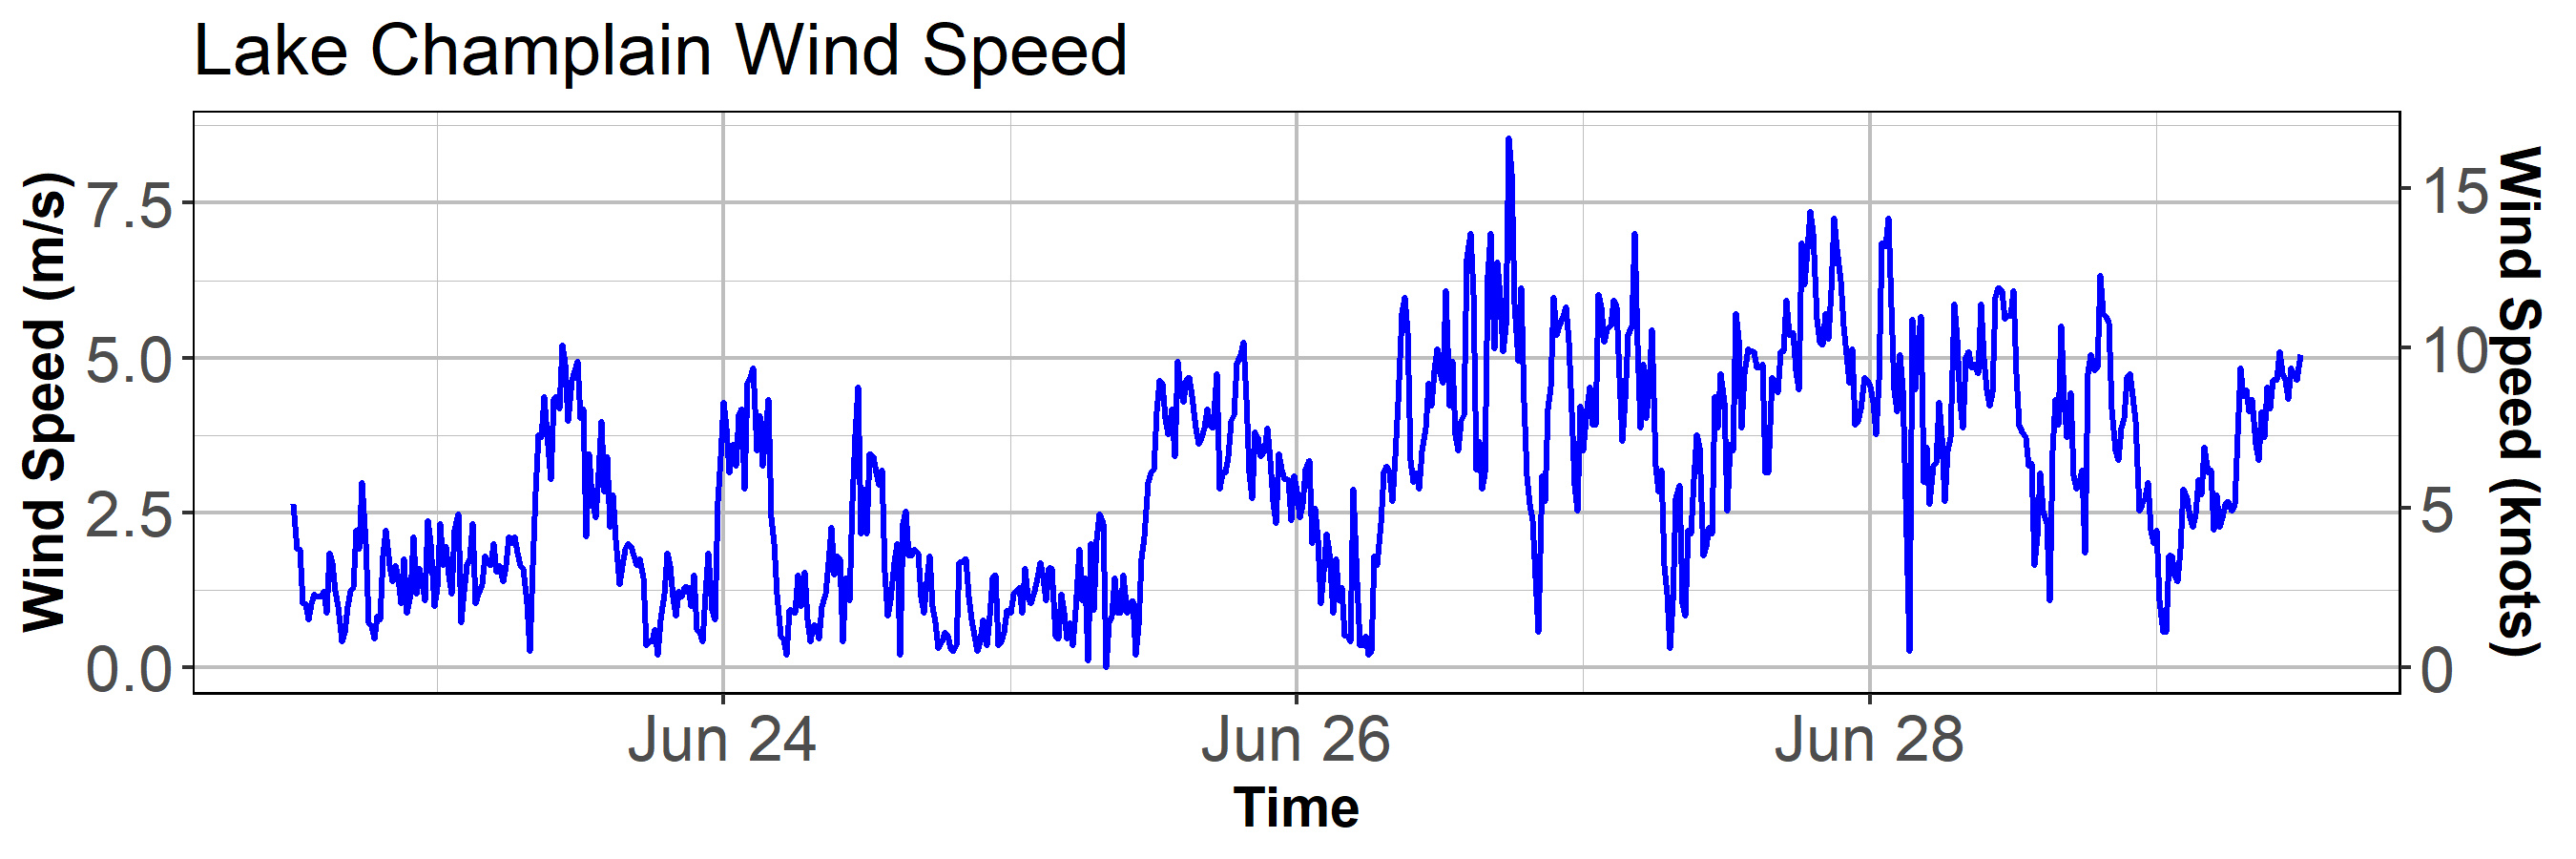 Lake Champlain Wind Speed
Wind Speed (m/s)
7.5
5.0
2.5
0.0
15
10
5
0
Wind Speed (knots)
Jun 24
Jun 26
Jun 28
Time